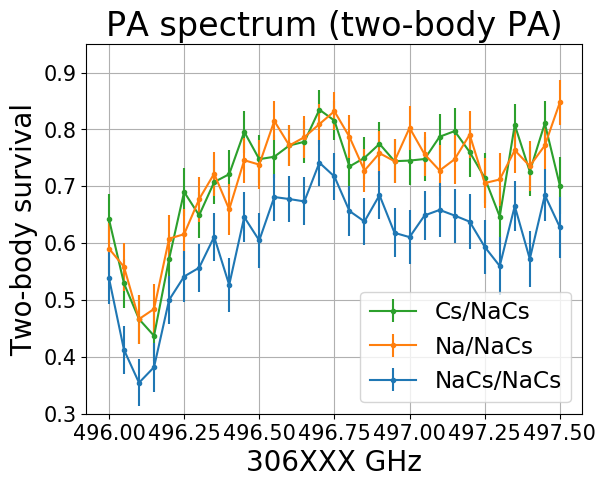 PA spectrum (two-body PA)
Two-body survival
0.9
0.8
0.7
0.6
0.5
0.4
0.3
Cs/NaCs
Na/NaCs
NaCs/NaCs
496.00 496.25 496.50 496.75 497.00 497.25 497.50
306XXX GHz